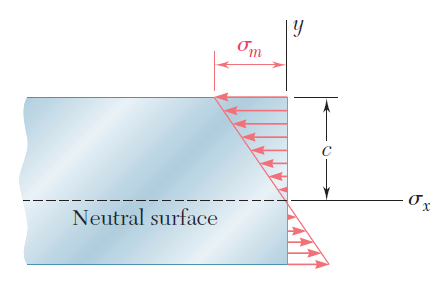 y
σm
c
σx
Neutral surface